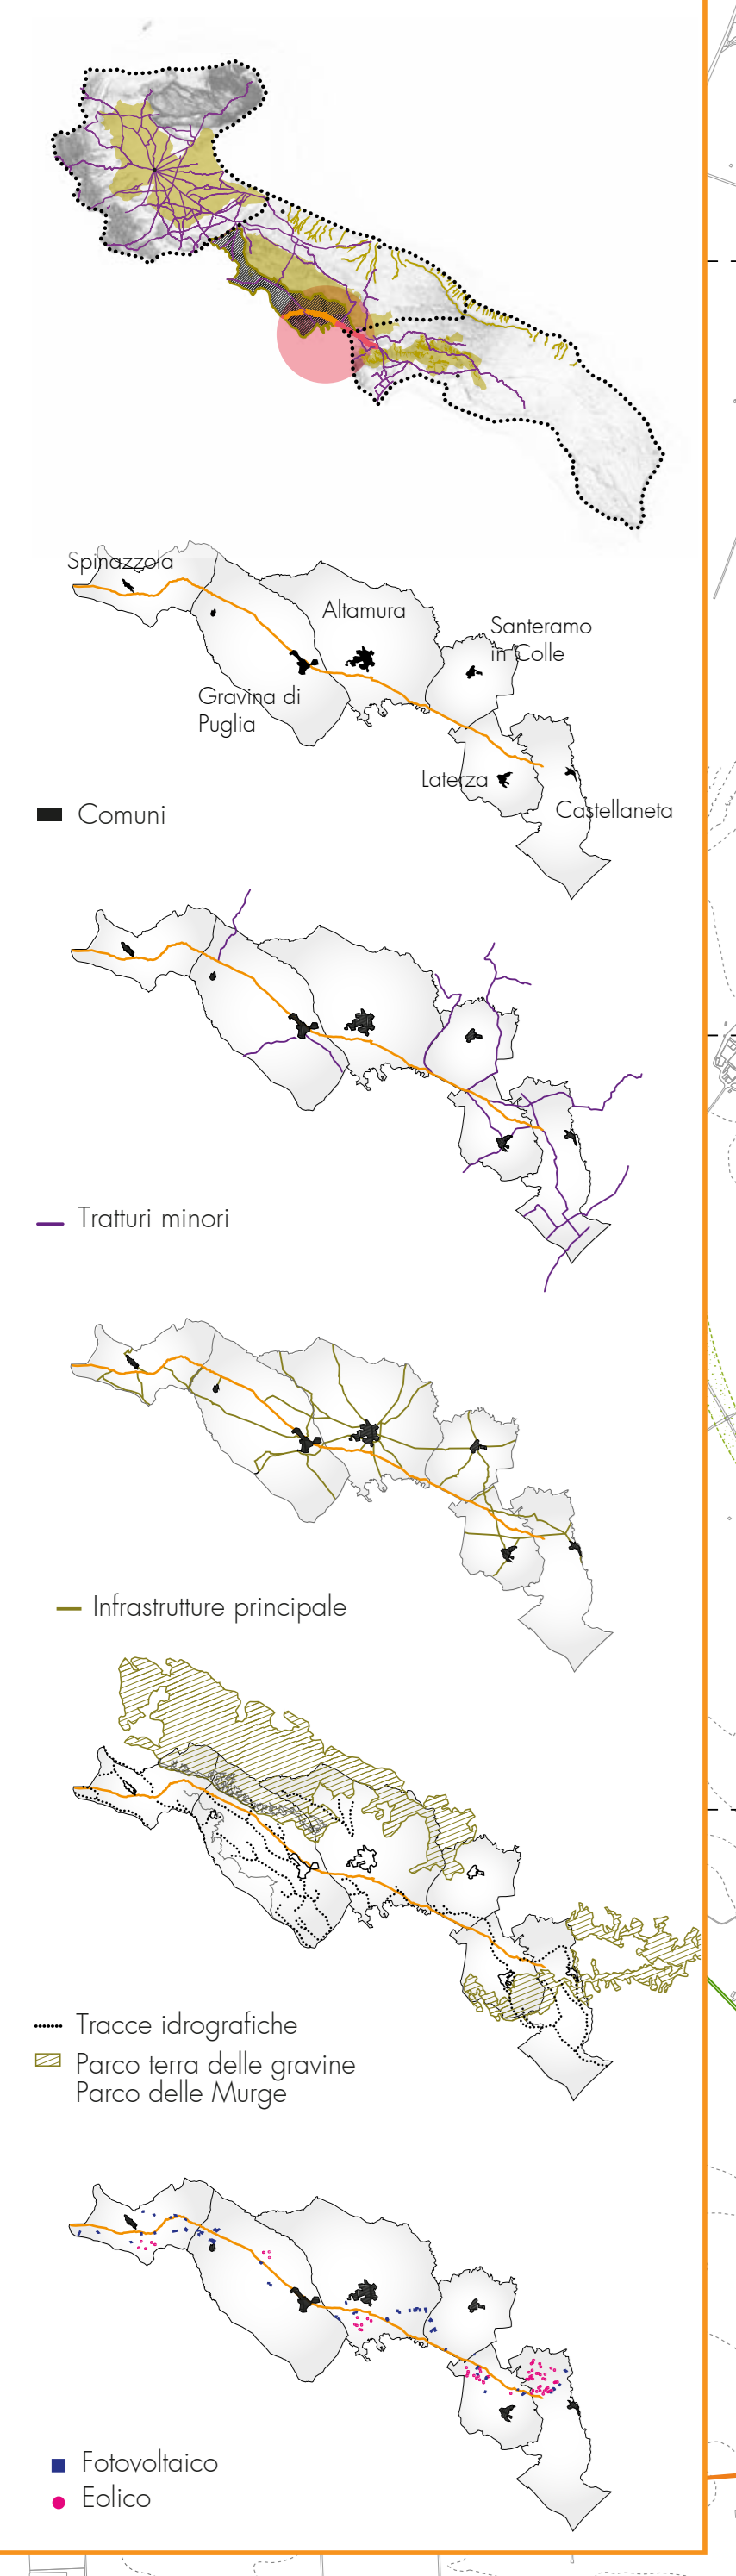 Spinazzola
Altamura
Santeramo
in Colle
Gravina di
Puglia
Laterza
Castellaneta
Comuni
Tratturi minori
Infrastrutture principale
Tracce idrografiche
Parco terra delle gravine
Parco delle Murge
Fotovoltaico
Eolico